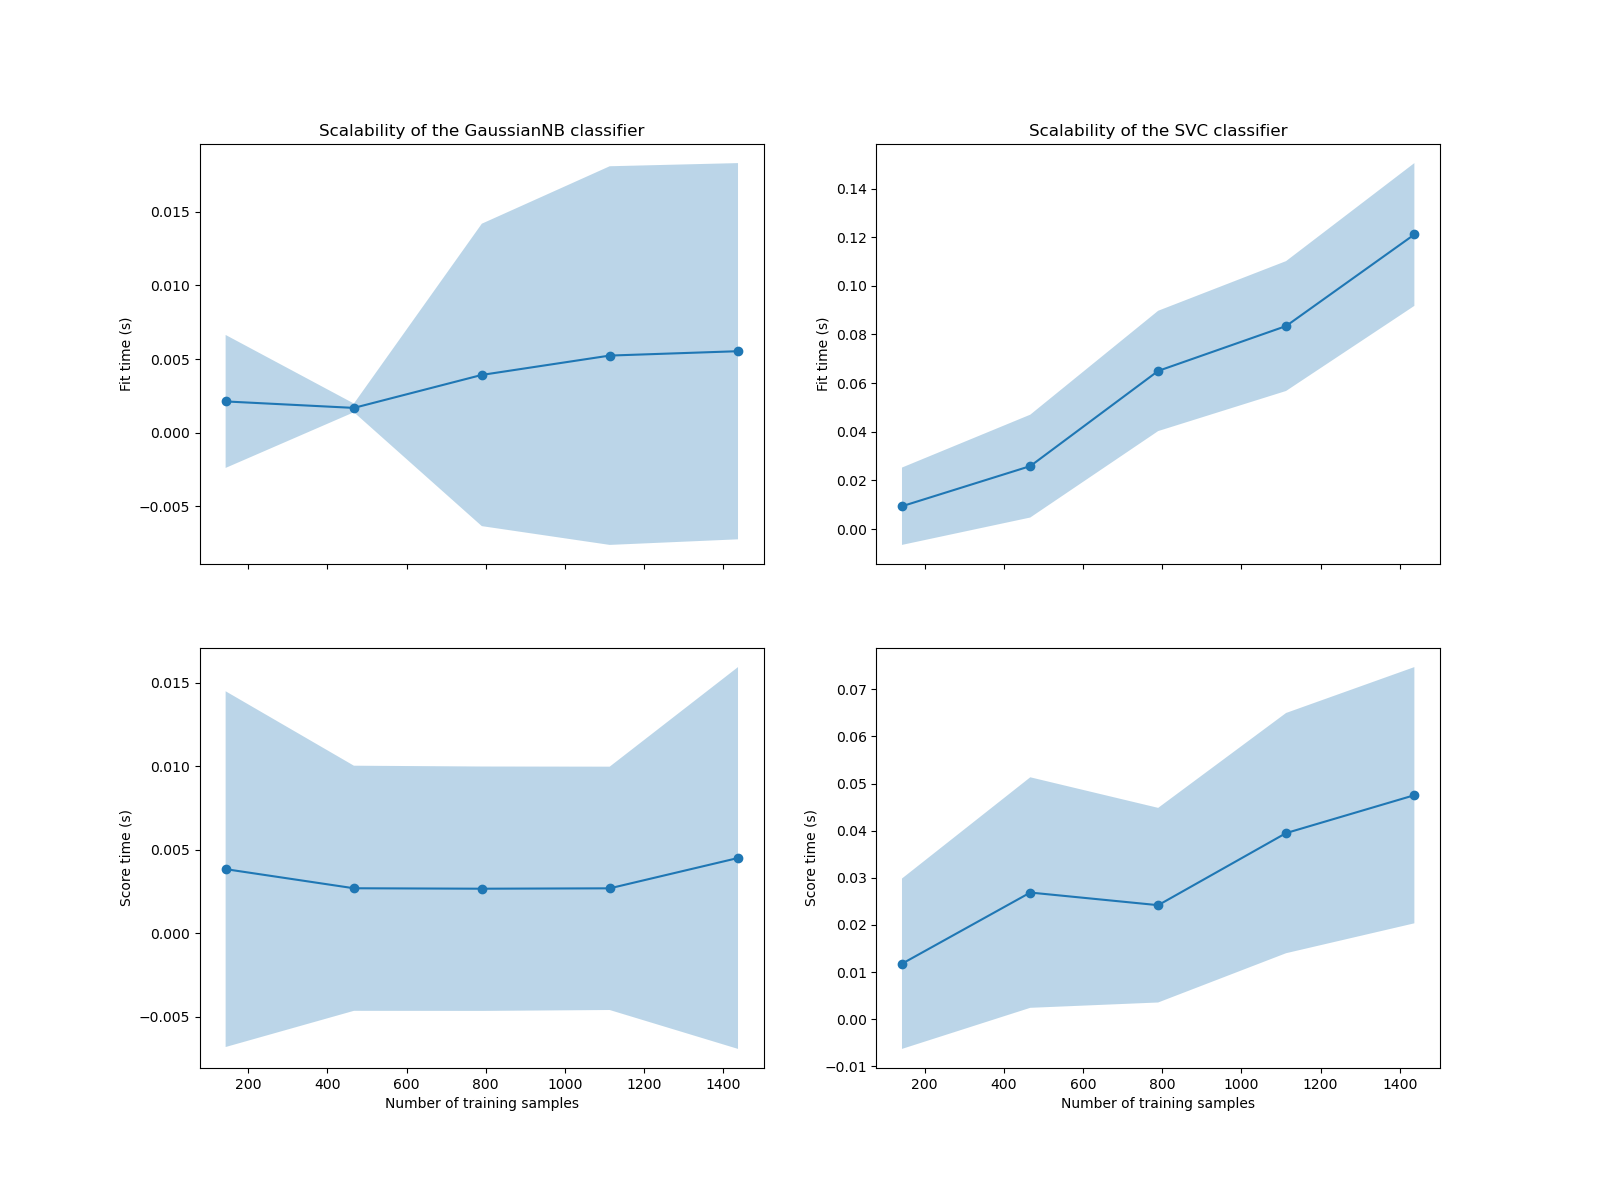 Scalability of the GaussianNB classifier
Fit time (s)
0.015
0.010
0.005
0.000
−0.005
Scalability of the SVC classifier
Fit time (s)
0.14
0.12
0.10
0.08
0.06
0.04
0.02
0.00
Score time (s)
0.015
0.010
0.005
0.000
−0.005
200 400 600 800 1000 1200 1400
Number of training samples
Score time (s)
0.07
0.06
0.05
0.04
0.03
0.02
0.01
0.00
−0.01
200 400 600 800 1000 1200 1400
Number of training samples